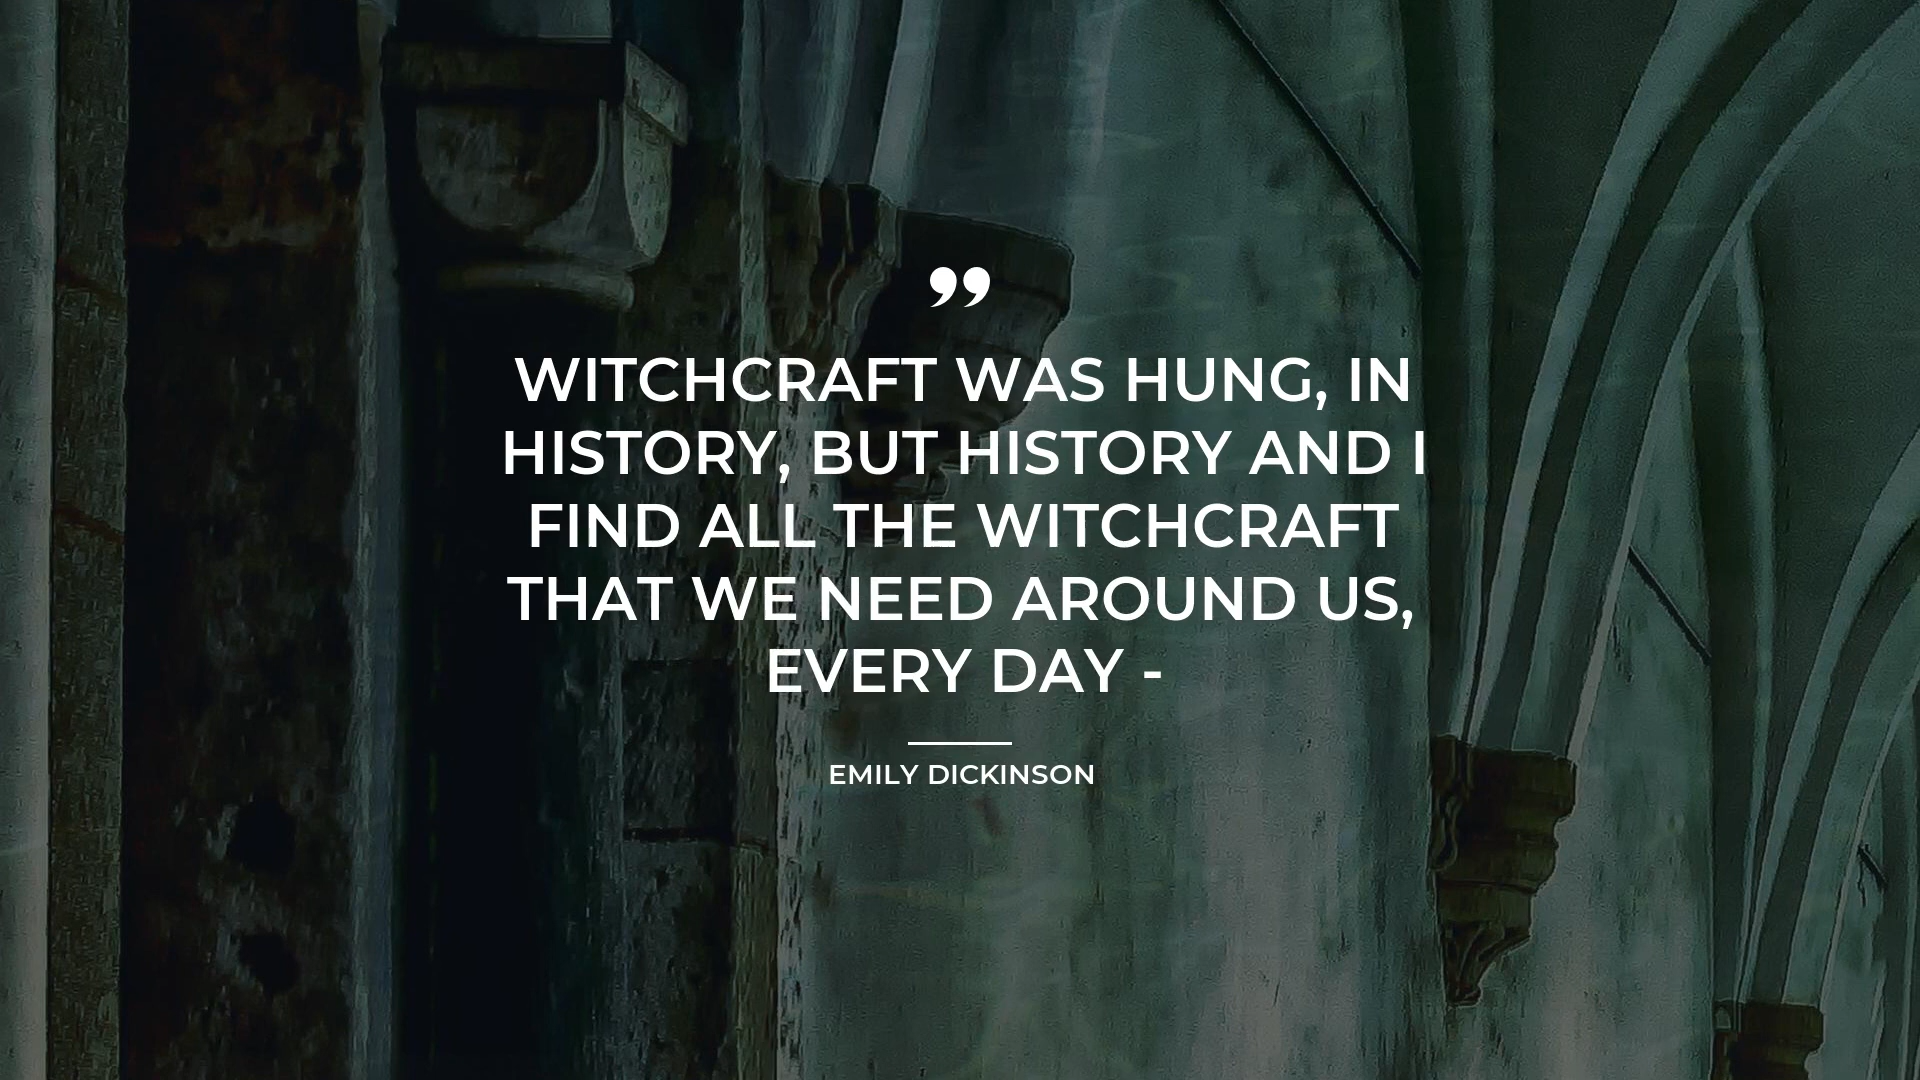 ”
WITCHCRAFT WAS HUNG, IN
HISTORY, BUT HISTORY AND I
FIND ALL THE WITCHCRAFT
THAT WE NEED AROUND US,
EVERY DAY -
EMILY DICKINSON